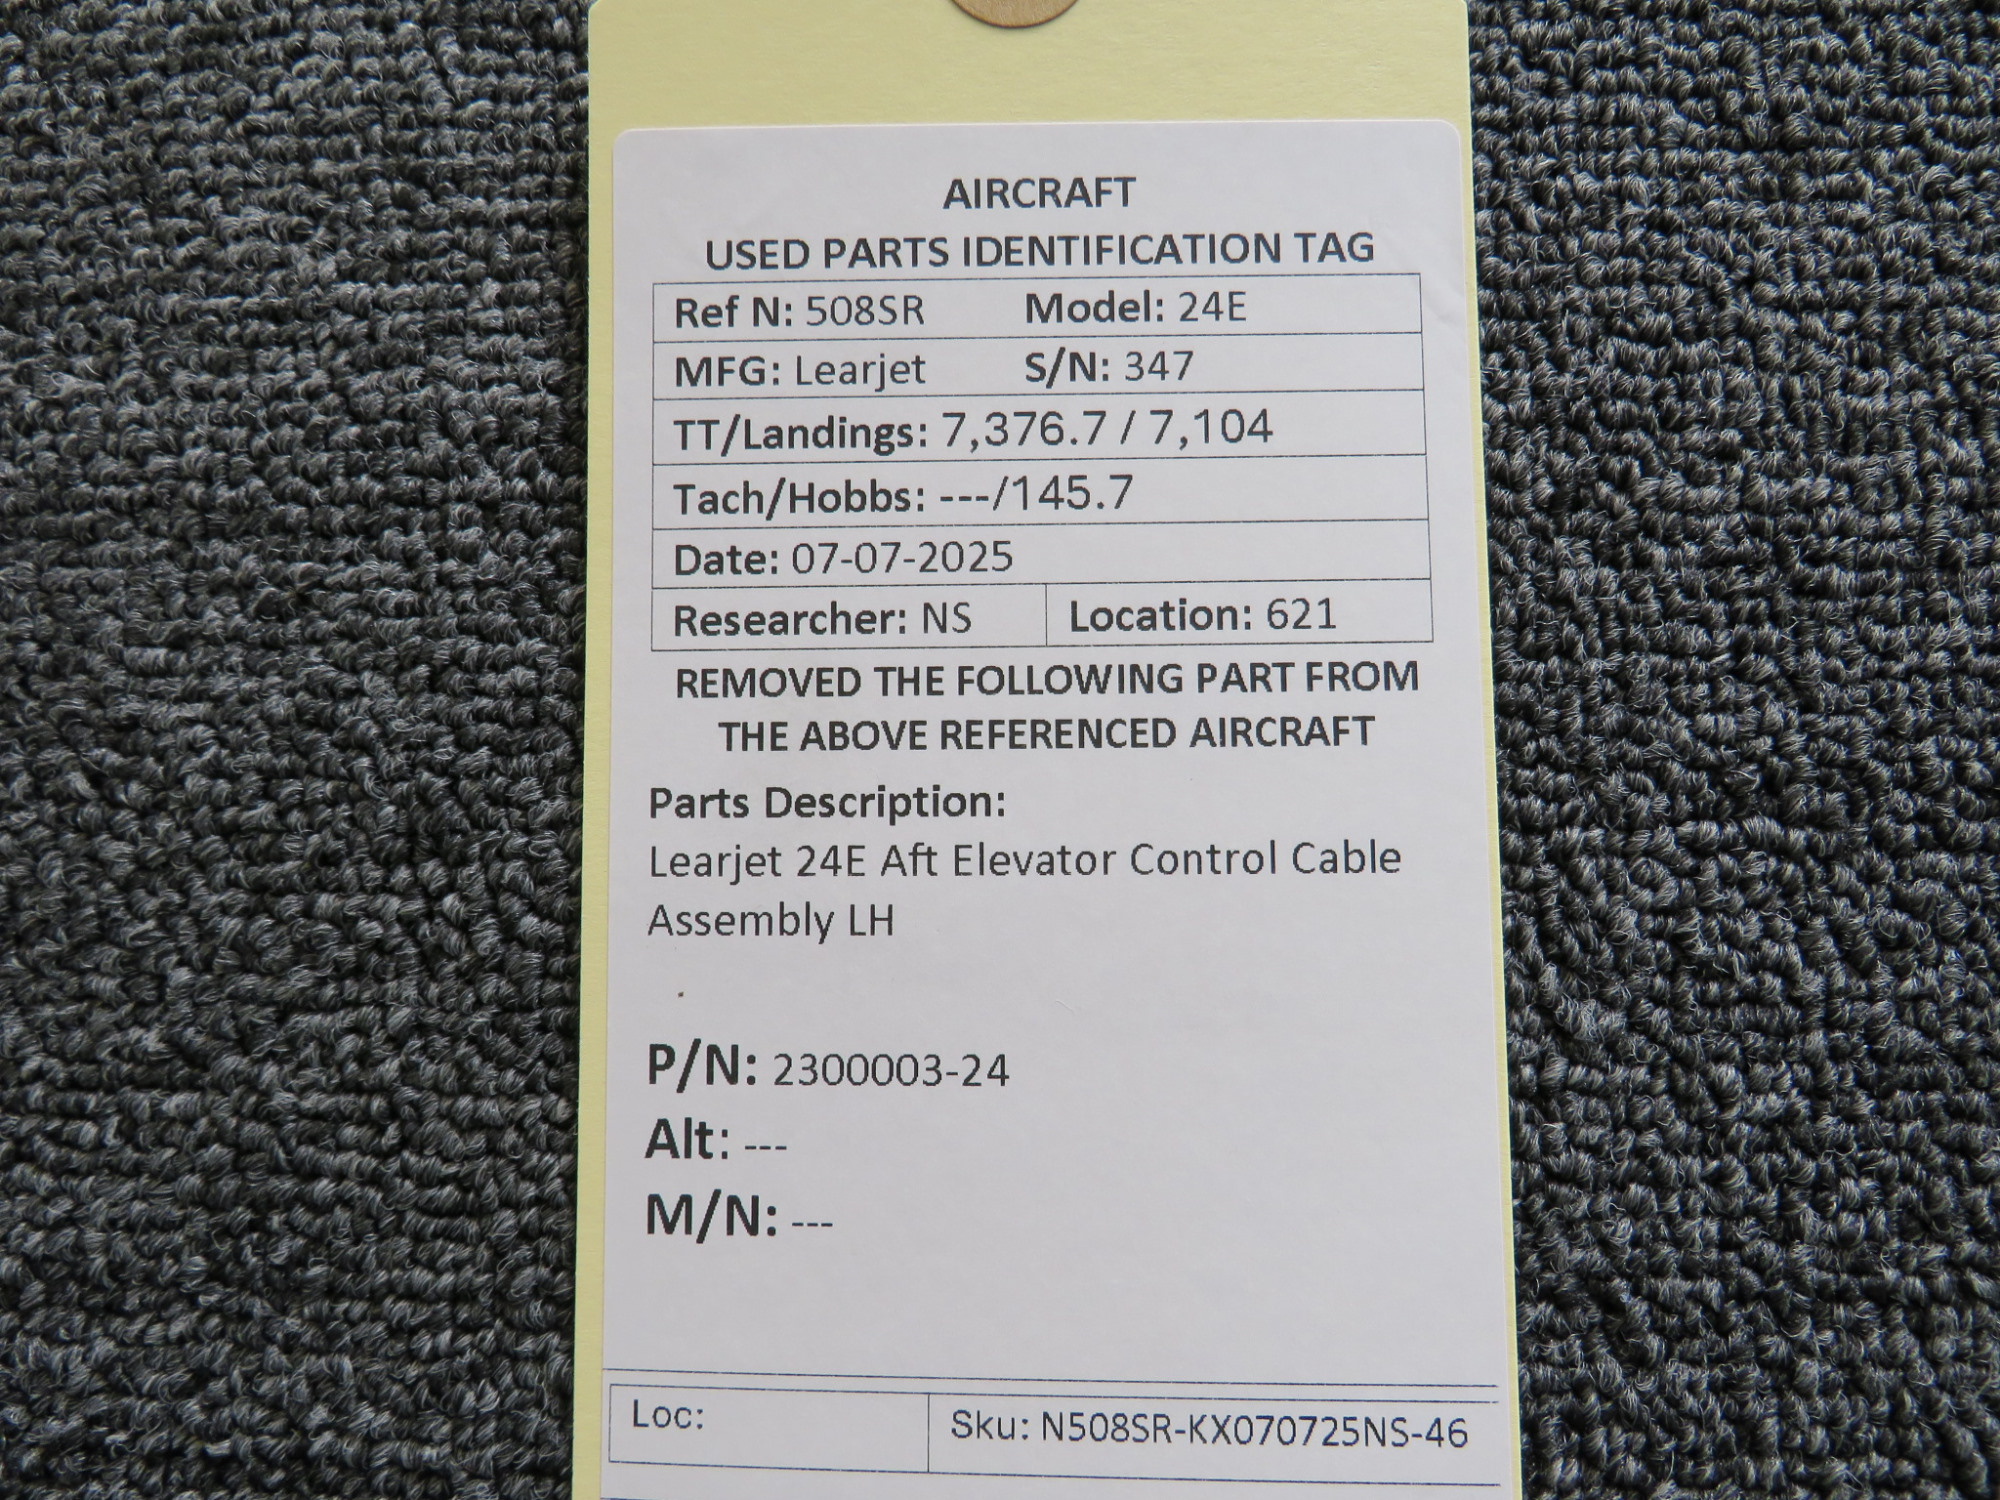 AIRCRAFT
USED PARTS IDENTIFICATION TAG
Ref N: 508SR Model: 24E
MFG: Learjet S/N: 347
TT/Landings: 7,376.7 / 7,104
Tach/Hobbs: ---/145.7
Date: 07-07-2025
Researcher: NS Location: 621
REMOVED THE FOLLOWING PART FROM
THE ABOVE REFERENCED AIRCRAFT
Parts Description:
Learjet 24E Aft Elevator Control Cable
Assembly LH
P/N: 2300003-24
Alt: ---
M/N: ---
Loc: Sku: N508SR-KX070725NS-46